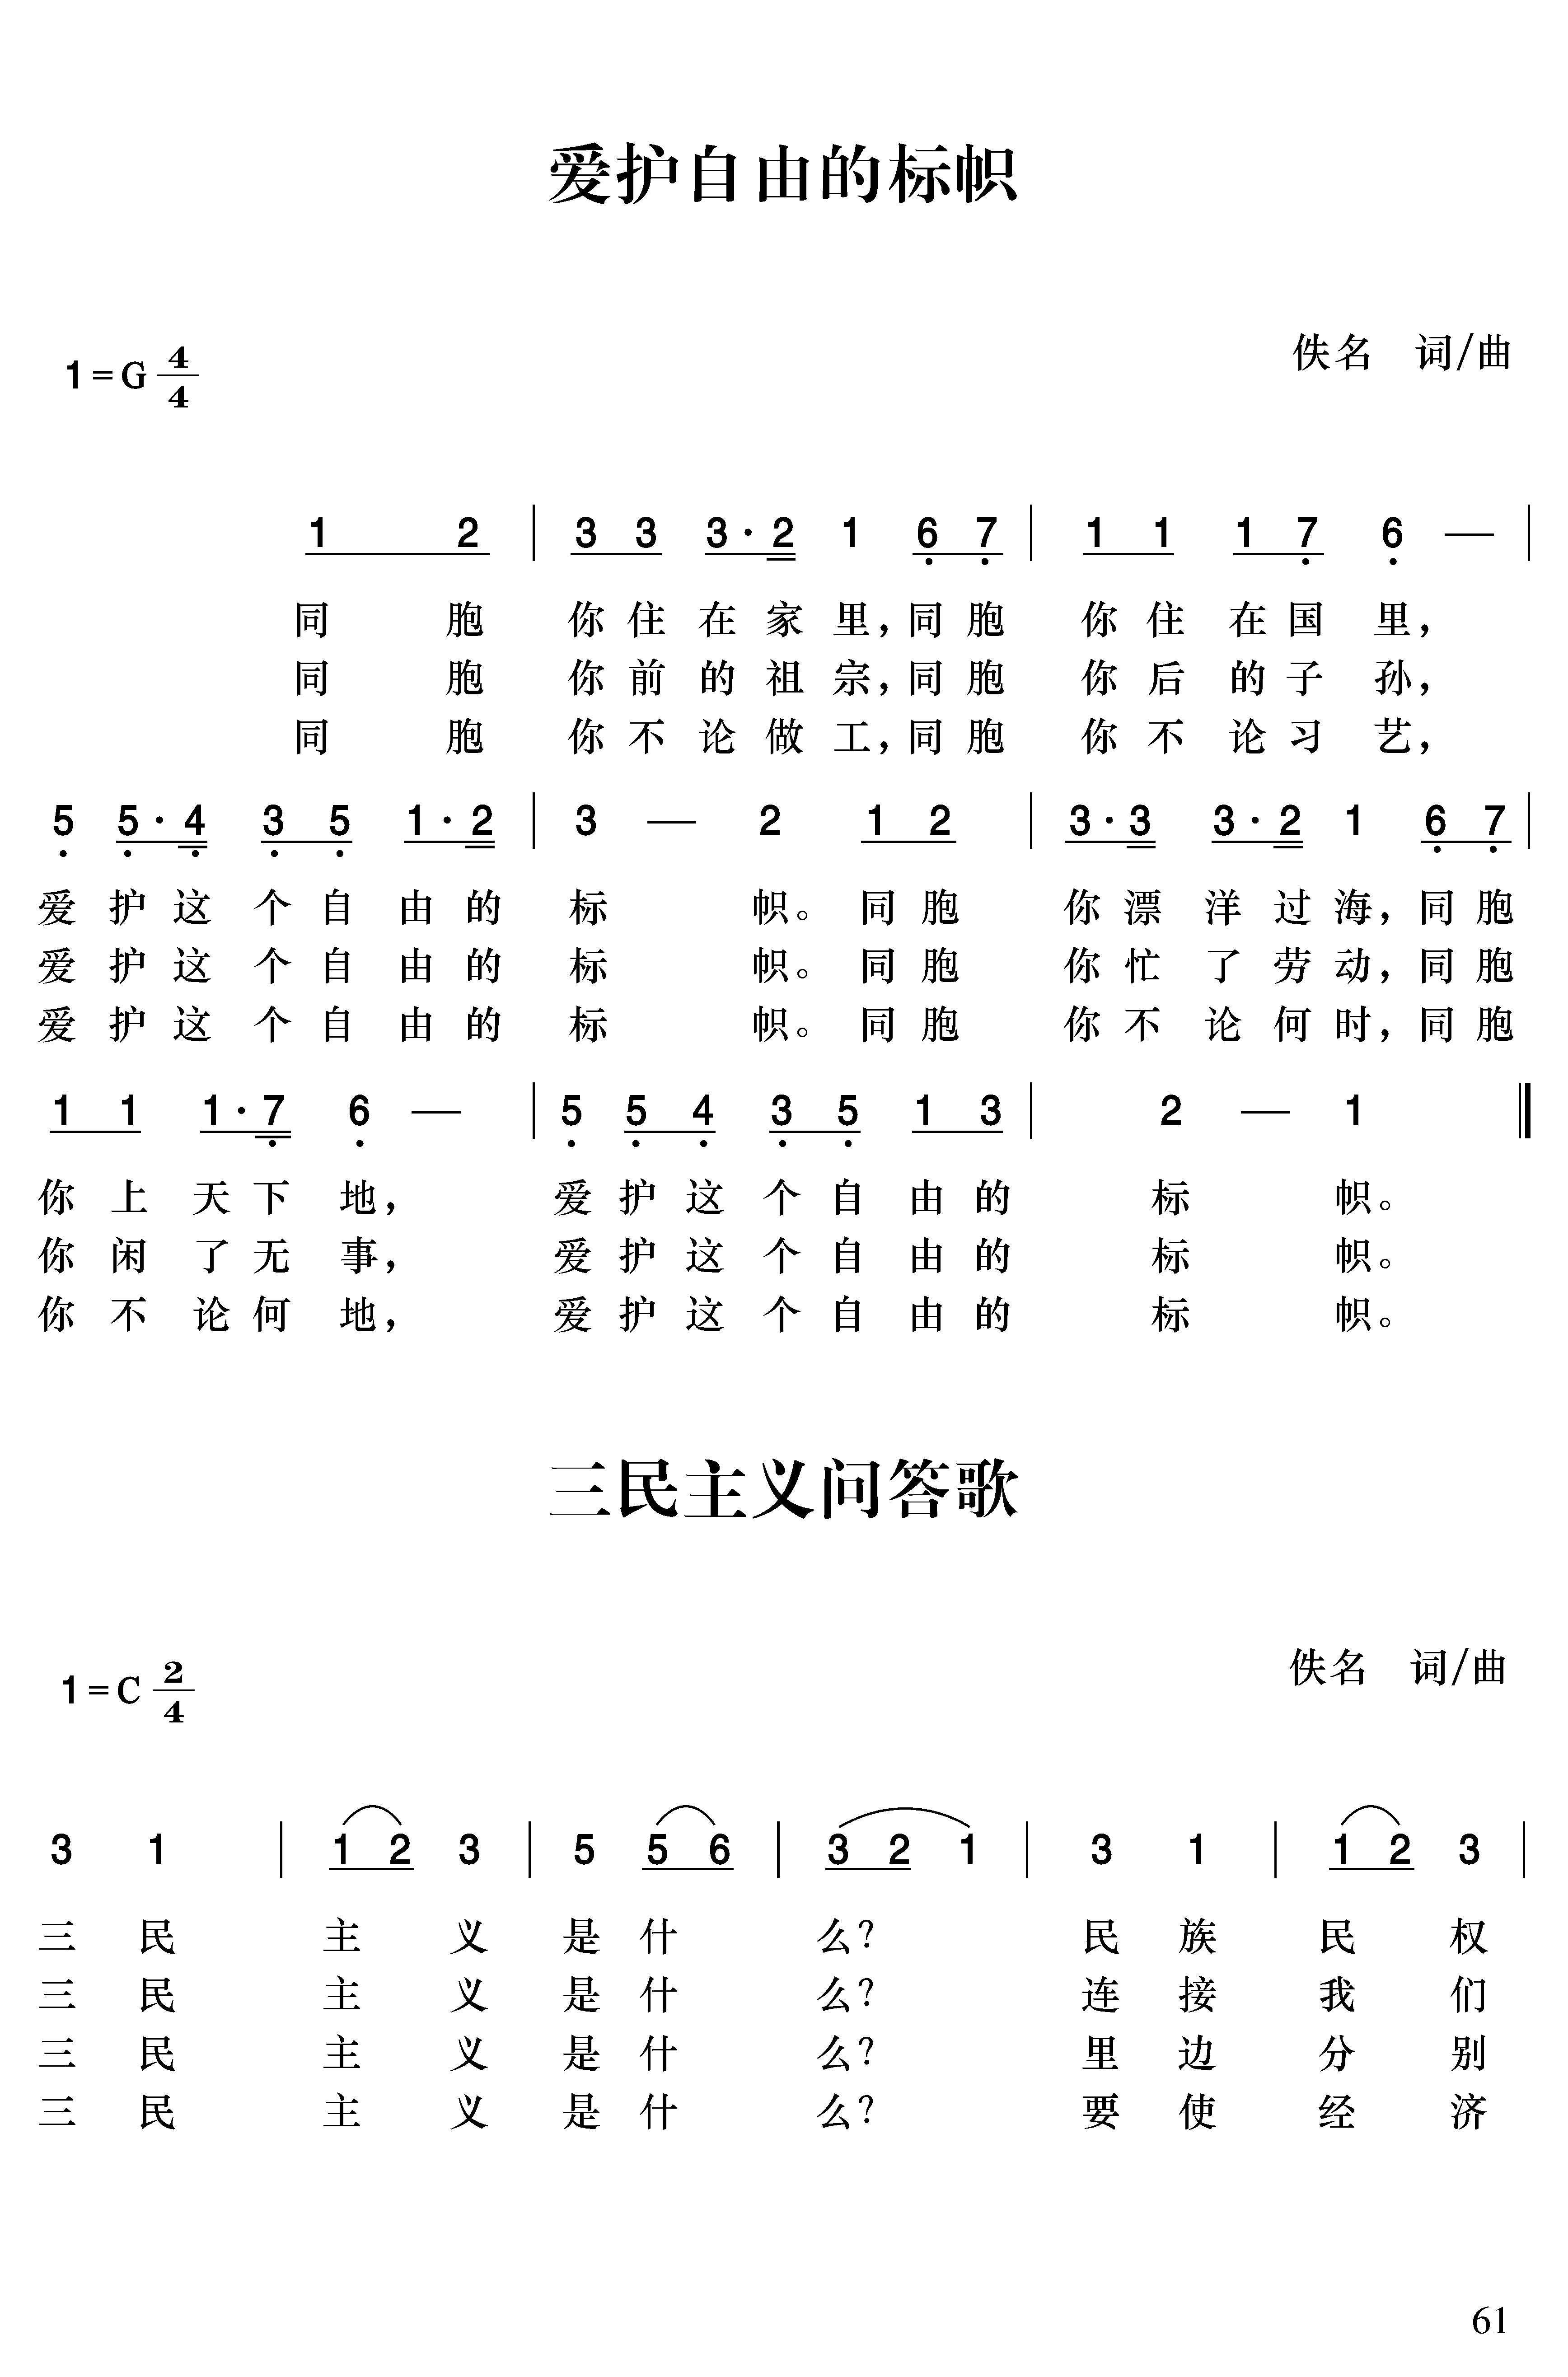 爱护自由的标帜
佚名 词/曲
1=G 4/4
1 2 | 3 3 3·2 1 6 7 | 1 1 1 7 6 — |
同 胞 你 住 在 家 里，同 胞 你 住 在 国 里，
同 胞 你 前 的 祖 宗，同 胞 你 后 的 子 孙，
同 胞 你 不 论 做 工，同 胞 你 不 论 习 艺，
5 5·4 3 5 1·2 | 3 — 2 1 2 | 3·3 3·2 1 6 7 |
爱 护 这 个 自 由 的 标 帜。 同 胞 你 漂 洋 过 海，同 胞
爱 护 这 个 自 由 的 标 帜。 同 胞 你 忙 了 劳 动，同 胞
爱 护 这 个 自 由 的 标 帜。 同 胞 你 不 论 何 时，同 胞
1 1 1·7 6 — | 5 5 4 3 5 1 3 | 2 — 1 ‖
你 上 天 下 地， 爱 护 这 个 自 由 的 标 帜。
你 闲 了 无 事， 爱 护 这 个 自 由 的 标 帜。
你 不 论 何 地， 爱 护 这 个 自 由 的 标 帜。
三民主义问答歌
佚名 词/曲
1=C 2/4
3 1 | 1 2 3 | 5 5 6 | 3 2 1 | 3 1 | 1 2 3 |
三 民 主 义 是 什 么？ 民 族 民 权
三 民 主 义 是 什 么？ 连 接 我 们
三 民 主 义 是 什 么？ 里 边 分 别
三 民 主 义 是 什 么？ 要 使 经 济
61